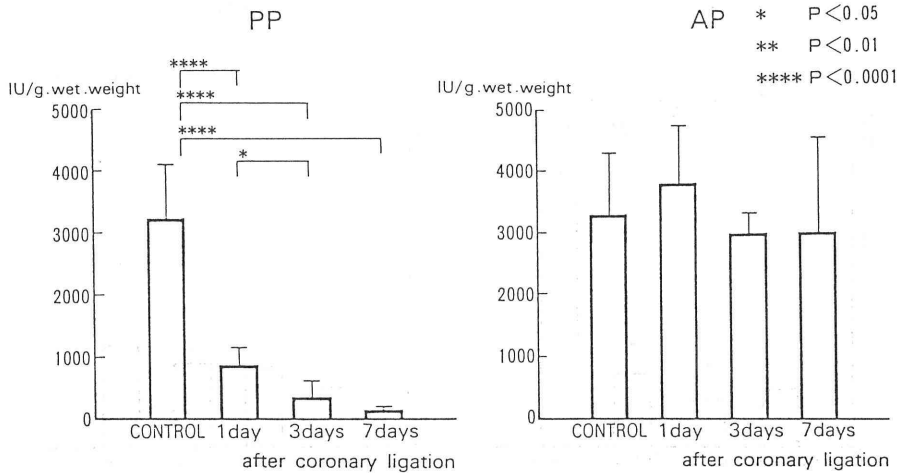 PP
****
****
****
*
IU/g.wet.weight
5000
4000
3000
2000
1000
0
CONTROL 1day 3days 7days
after coronary ligation
AP
* P<0.05
** P<0.01
**** P<0.0001
IU/g.wet.weight
5000
4000
3000
2000
1000
0
CONTROL 1day 3days 7days
after coronary ligation